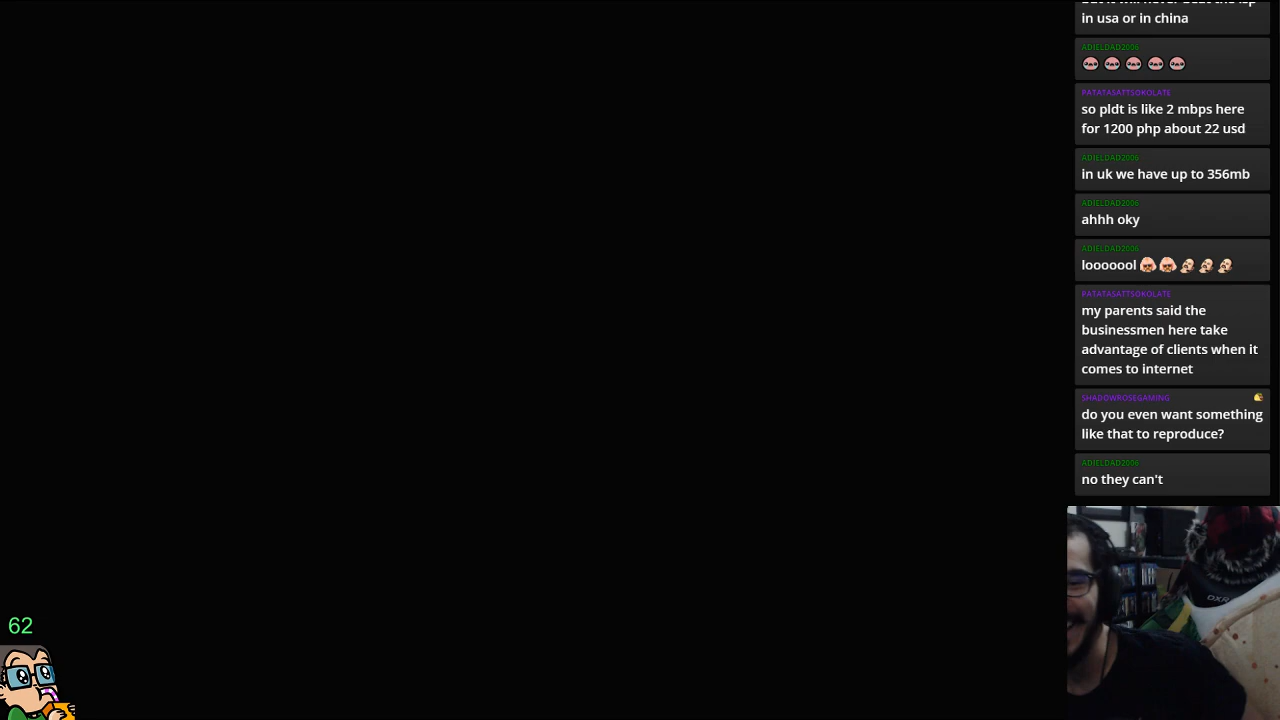 in usa or in china
ADIELDAD2006
PATATASATTSOKOLATE
so pldt is like 2 mbps here
for 1200 php about 22 usd
ADIELDAD2006
in uk we have up to 356mb
ADIELDAD2006
ahhh oky
ADIELDAD2006
looooool
PATATASATTSOKOLATE
my parents said the
businessmen here take
advantage of clients when it
comes to internet
SHADOWROSEGAMING
do you even want something
like that to reproduce?
ADIELDAD2006
no they can't
62